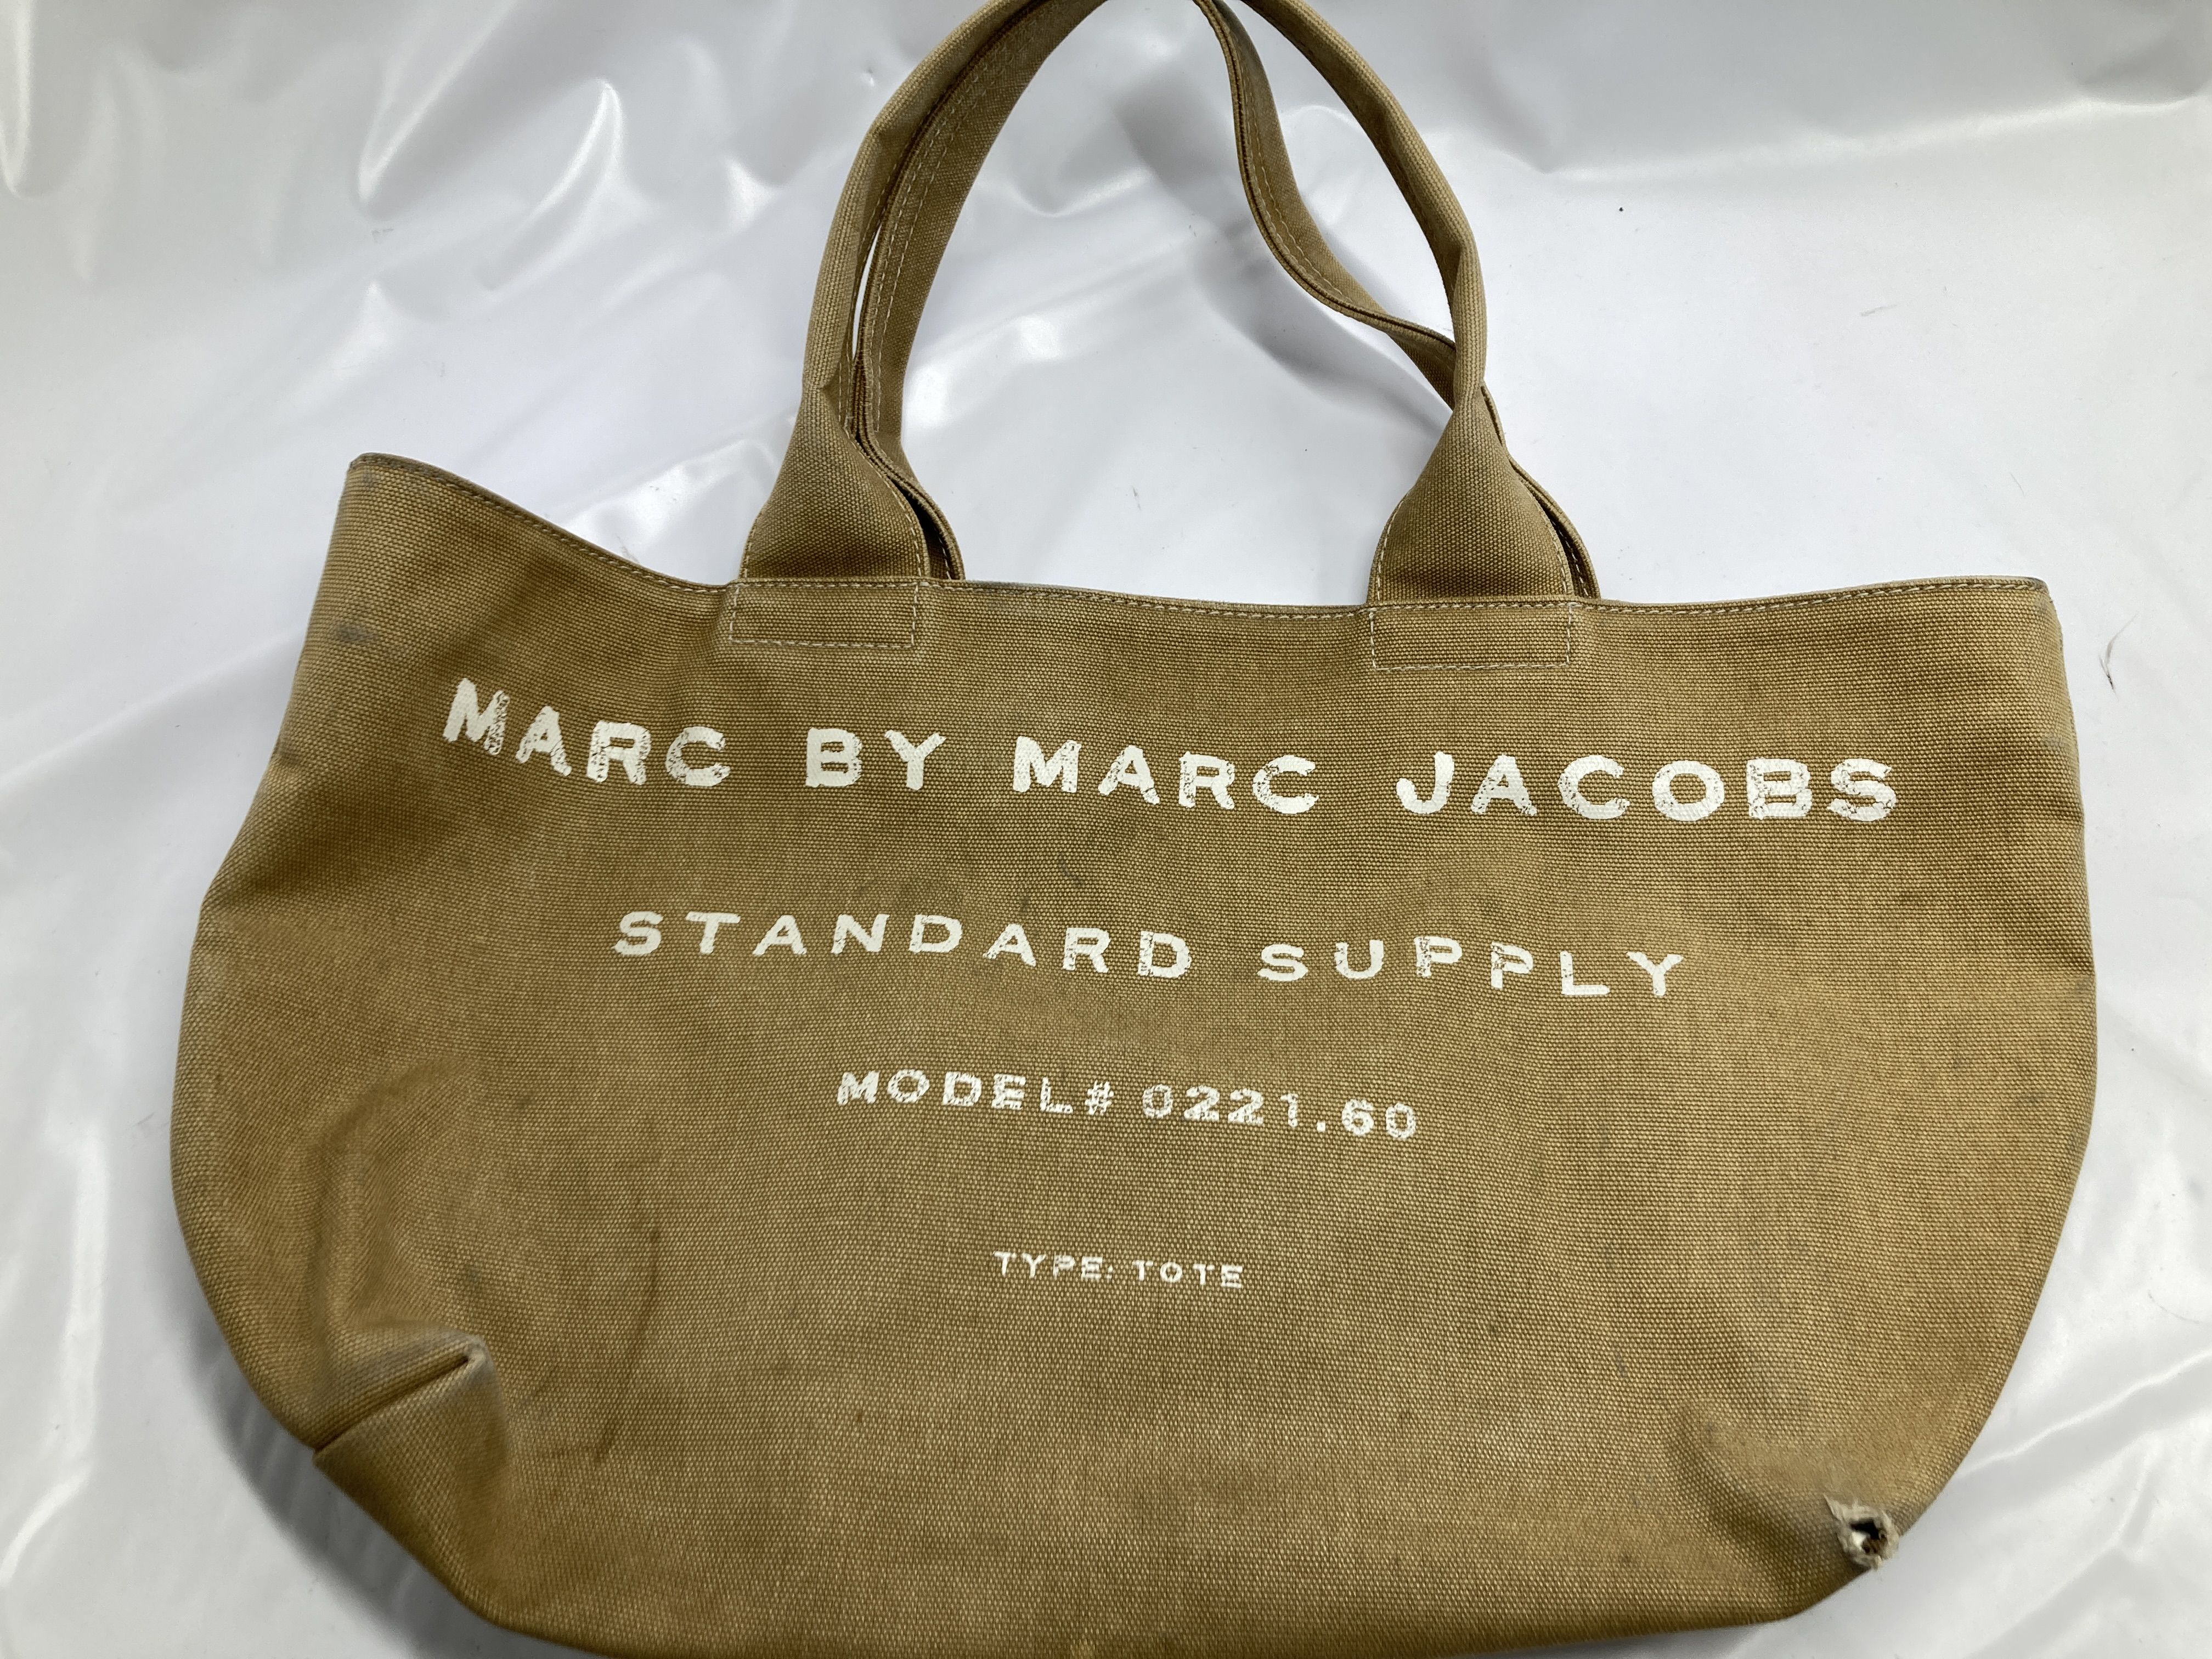 MARC BY MARC JACOBS
STANDARD SUPPLY
MODEL# 0221.60
TYPE: TOTE